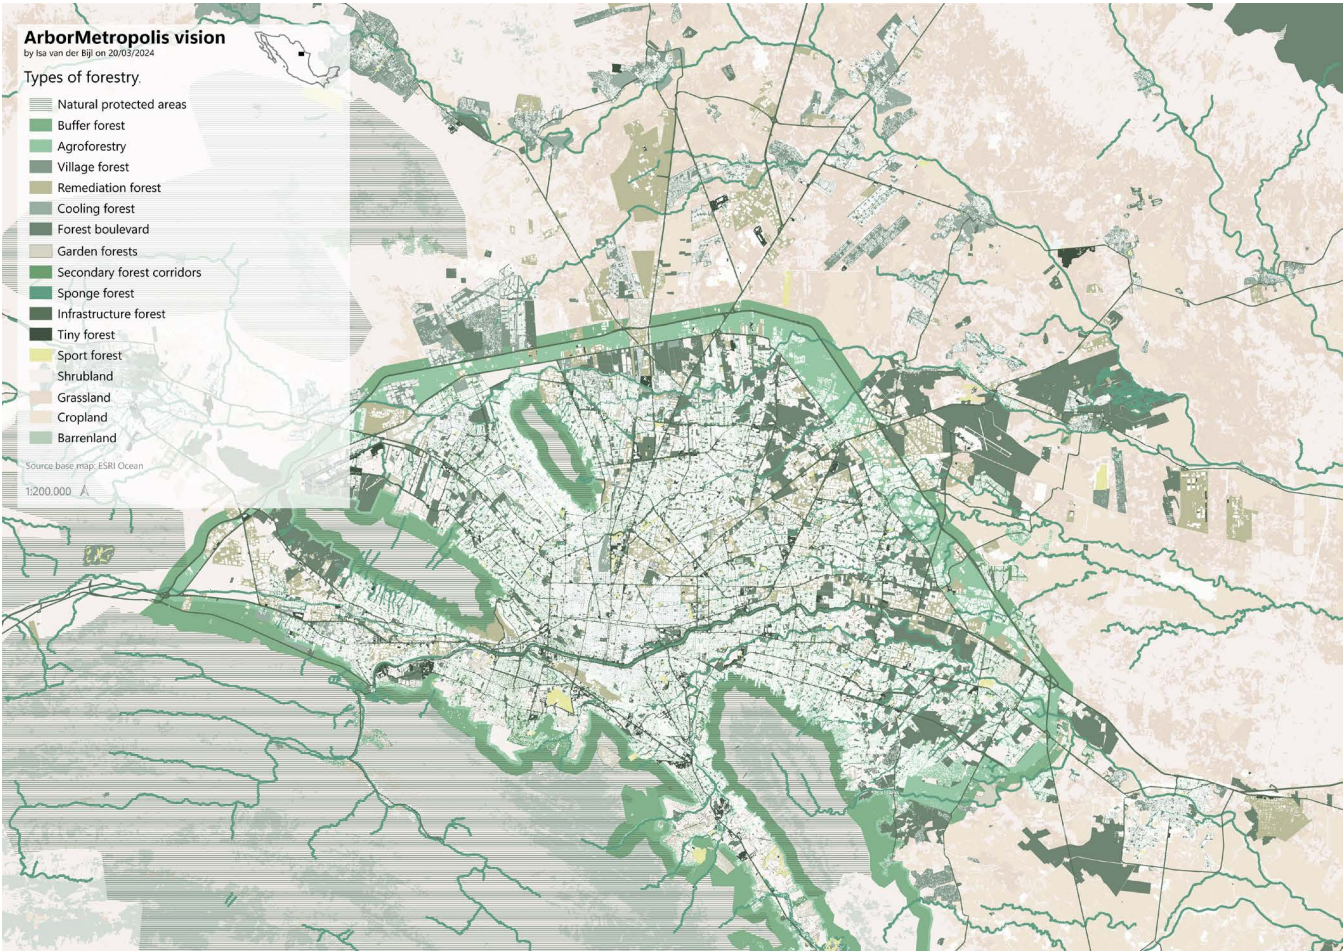 ArborMetropolis vision
by Isa van der Bijl on 20/03/2024
Types of forestry.
Natural protected areas
Buffer forest
Agroforestry
Village forest
Remediation forest
Cooling forest
Forest boulevard
Garden forests
Secondary forest corridors
Sponge forest
Infrastructure forest
Tiny forest
Sport forest
Shrubland
Grassland
Cropland
Barrenland
Source base map: ESRI Ocean
1:200.000